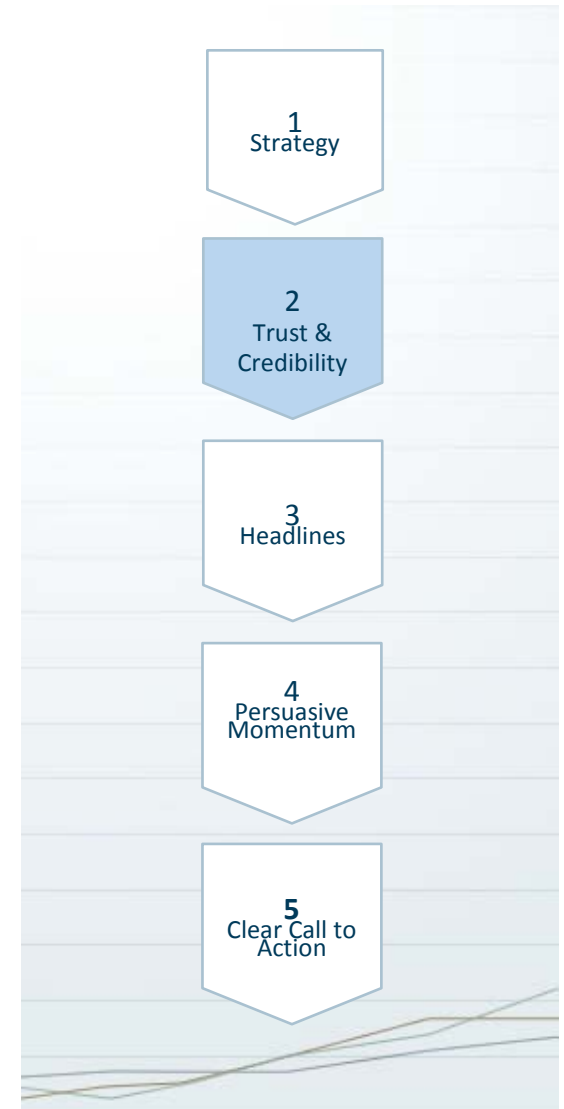 1
Strategy
2
Trust &
Credibility
3
Headlines
4
Persuasive
Momentum
5
Clear Call to
Action